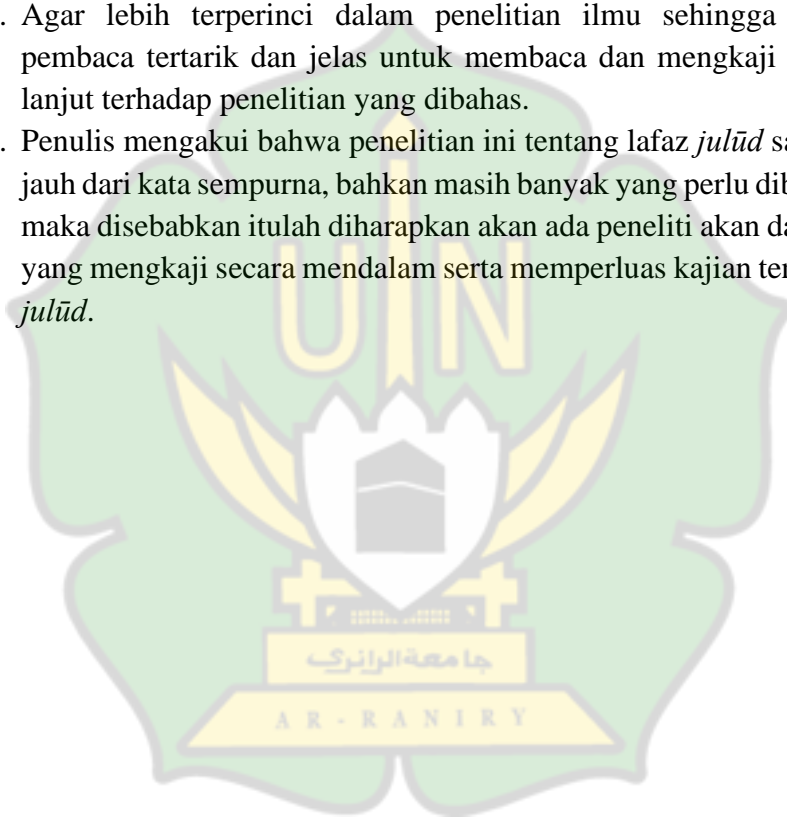 . Agar lebih terperinci dalam penelitian ilmu sehingga
pembaca tertarik dan jelas untuk membaca dan mengkaji
lanjut terhadap penelitian yang dibahas.
. Penulis mengakui bahwa penelitian ini tentang lafaz julūd
jauh dari kata sempurna, bahkan masih banyak yang perlu
maka disebabkan itulah diharapkan akan ada peneliti akan
yang mengkaji secara mendalam serta memperluas kajian
julūd.
UIN
جامعة الرانري
AR-RANIRY